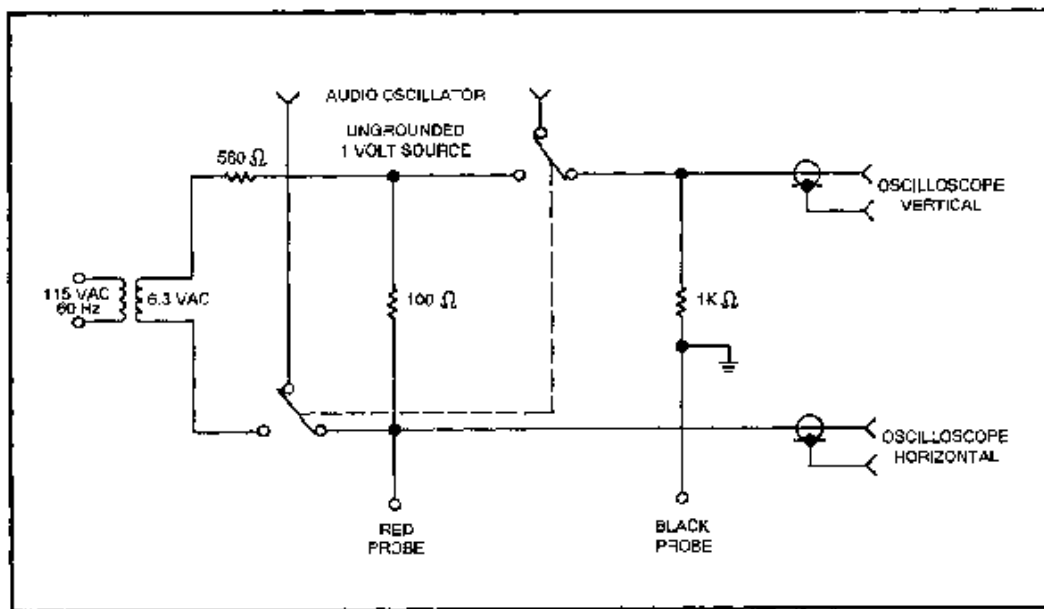 AUDIO OSCILLATOR
UNGROUNDED
1 VOLT SOURCE
560 Ω
OSCILLOSCOPE
VERTICAL
115 VAC
60 Hz
6.3 VAC
100 Ω
1K Ω
OSCILLOSCOPE
HORIZONTAL
RED
PROBE
BLACK
PROBE